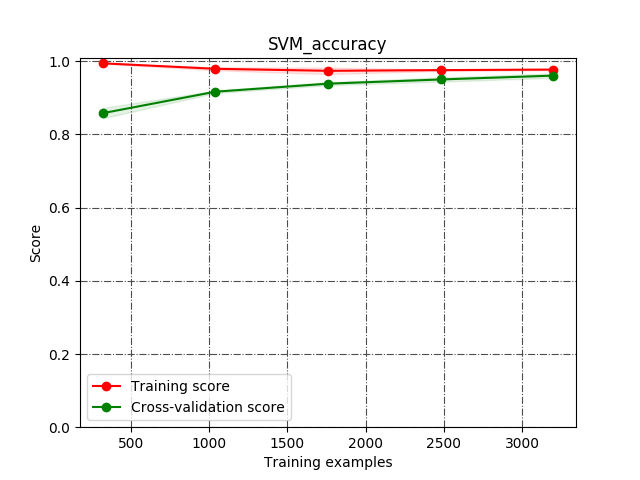 SVM_accuracy
1.0
0.8
0.6
0.4
0.2
0.0
Score
Training score
Cross-validation score
500 1000 1500 2000 2500 3000
Training examples